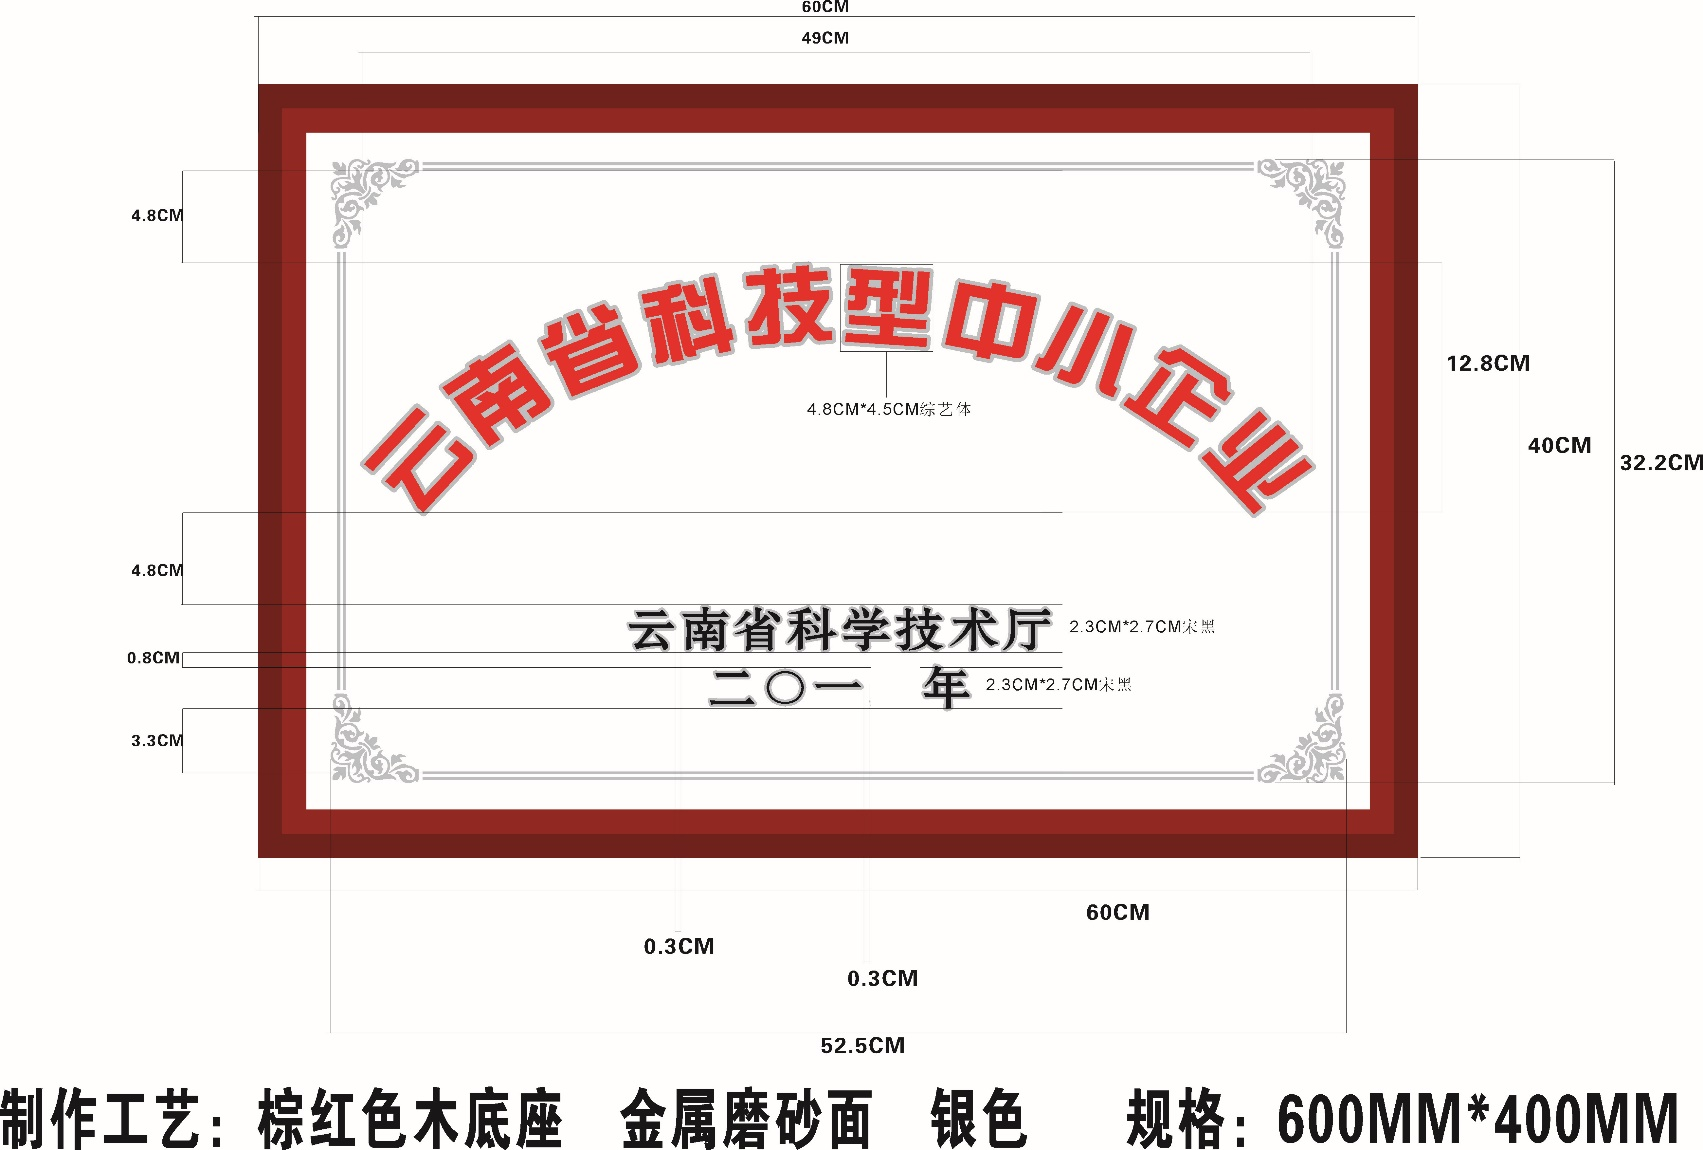 60CM
49CM
4.8CM
云南省科技型中小企业
12.8CM
4.8CM*4.5CM综艺体
40CM
32.2CM
4.8CM
云南省科学技术厅
2.3CM*2.7CM宋黑
0.8CM
二〇一 年
2.3CM*2.7CM宋黑
3.3CM
60CM
0.3CM
0.3CM
52.5CM
制作工艺：棕红色木底座 金属磨砂面 银色 规格：600MM*400MM